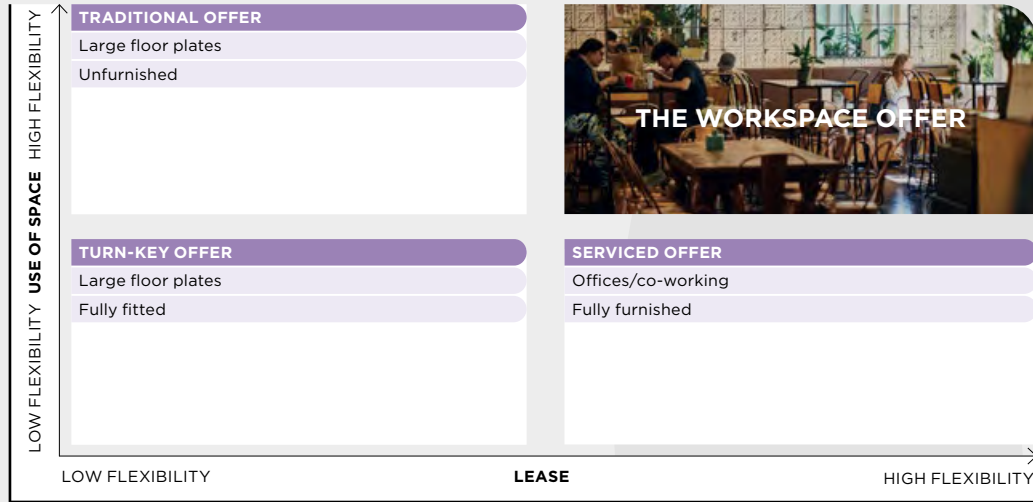 TRADITIONAL OFFER
Large floor plates
Unfurnished
THE WORKSPACE OFFER
TURN-KEY OFFER
Large floor plates
Fully fitted
SERVICED OFFER
Offices/co-working
Fully furnished
LOW FLEXIBILITY USE OF SPACE HIGH FLEXIBILITY
LOW FLEXIBILITY LEASE HIGH FLEXIBILITY